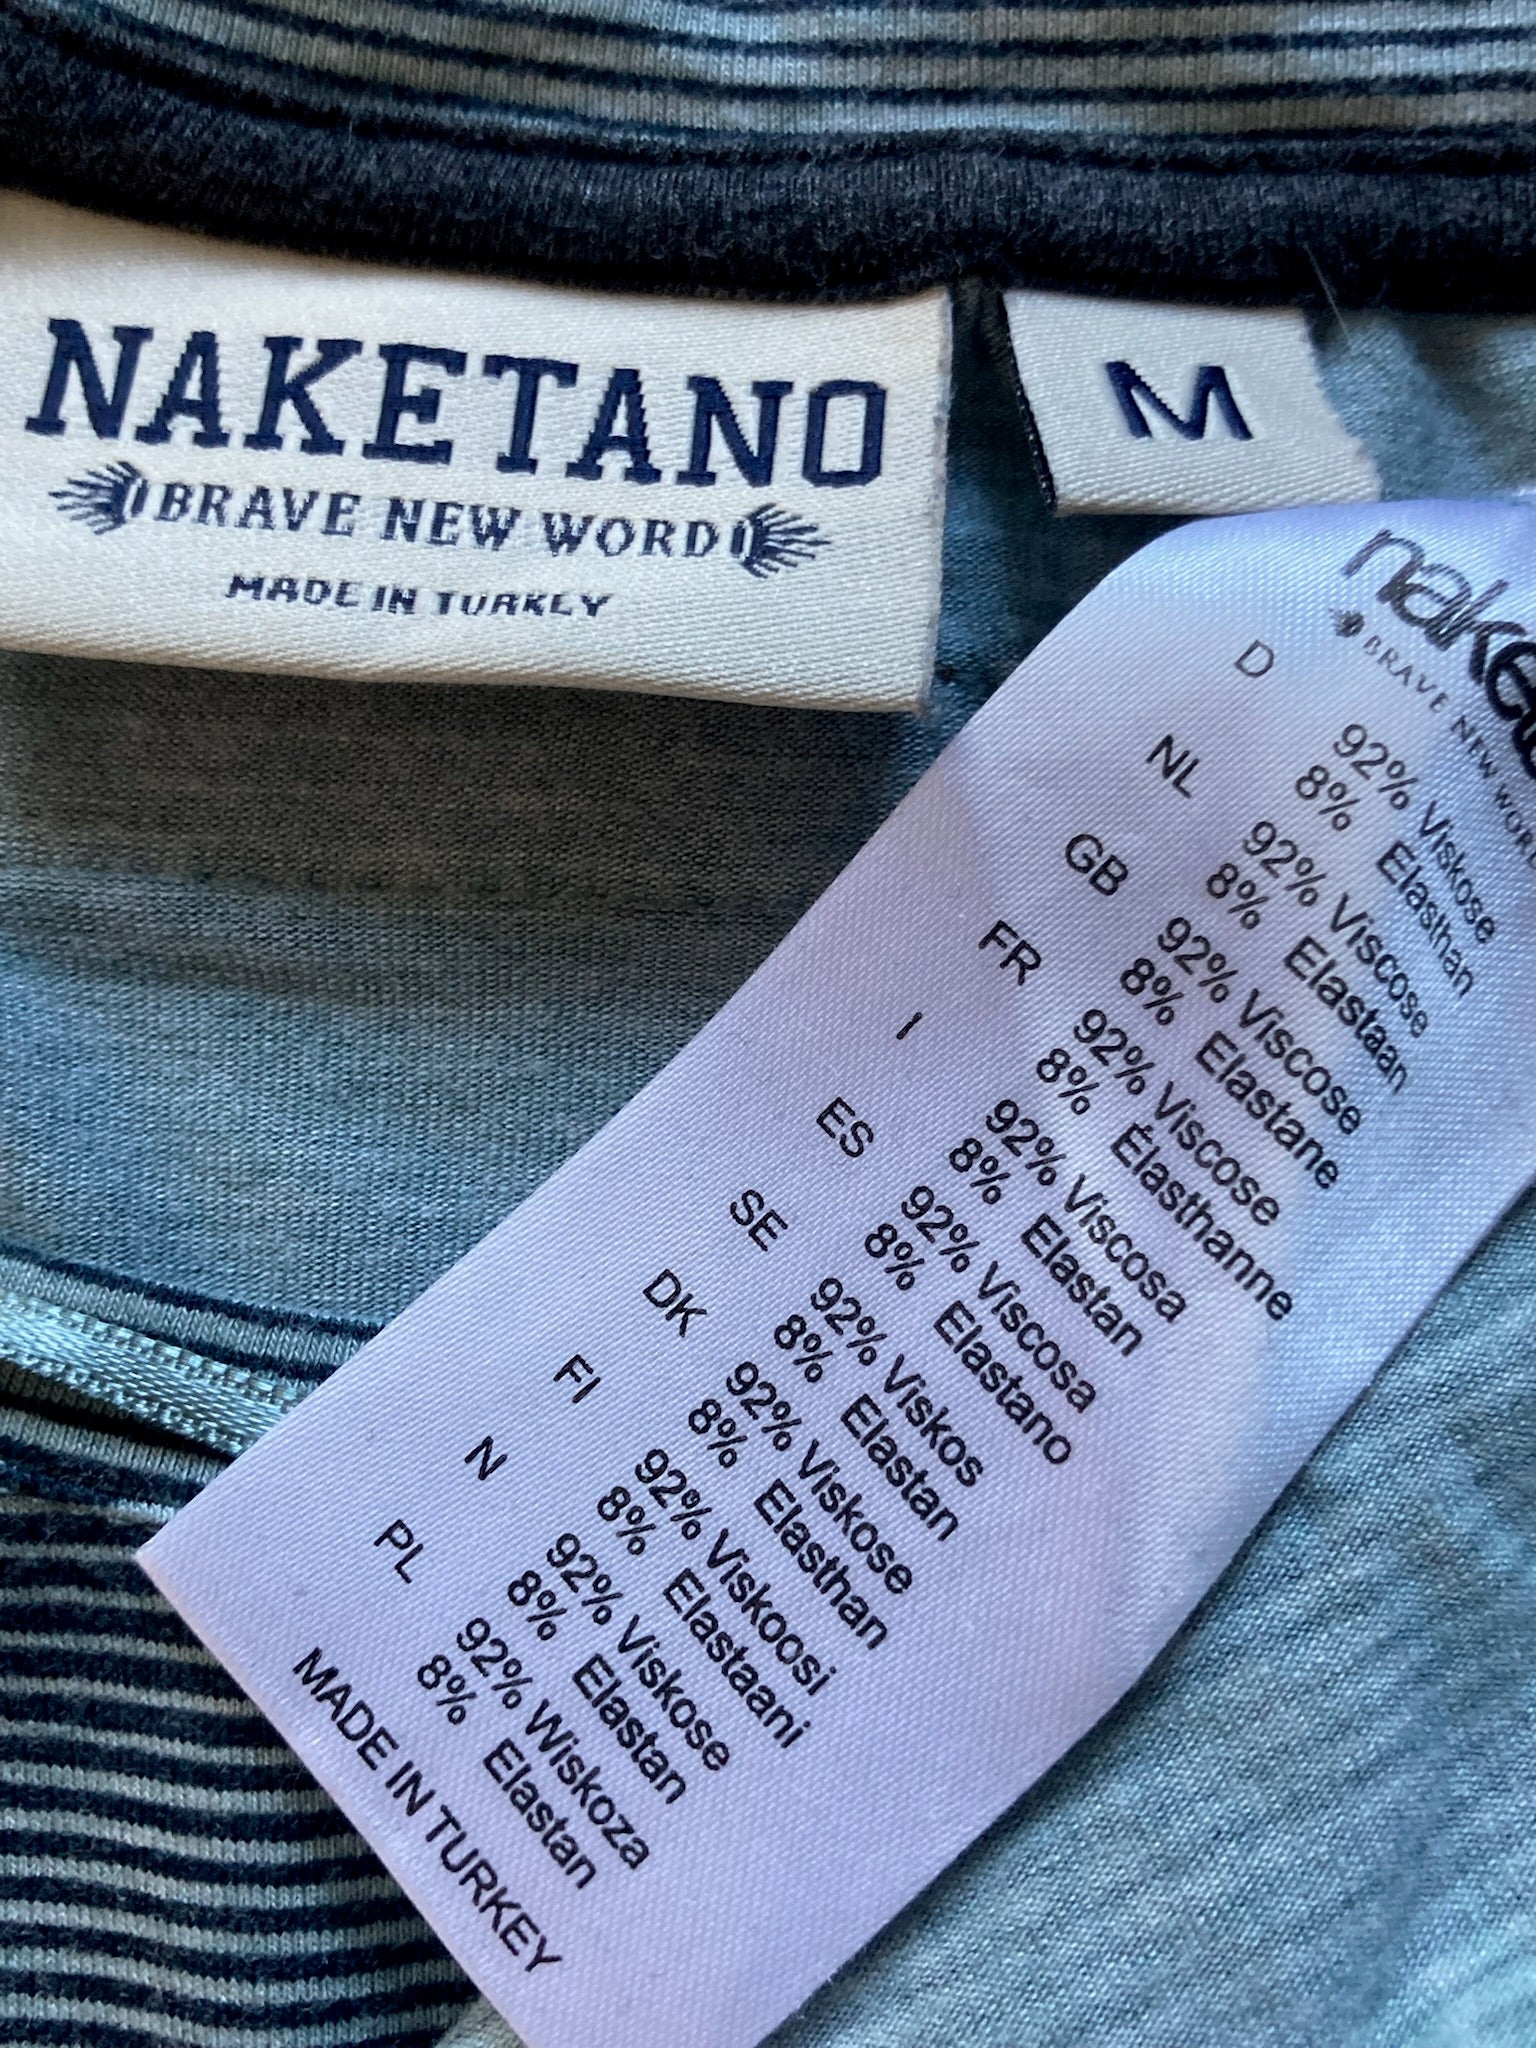 NAKETANO
BRAVE NEW WORD
MADE IN TURKEY
M
BRAVE NEW
D 92% Viskose
8% Elasthan
NL 92% Viscose
8% Elastaan
GB 92% Viscose
8% Elastane
FR 92% Viscose
8% Élasthanne
I 92% Viscosa
8% Elastan
ES 92% Viscosa
8% Elastano
SE 92% Viskos
8% Elastan
DK 92% Viskose
8% Elasthan
FI 92% Viskoosi
8% Elastaani
N 92% Viskose
8% Elastan
PL 92% Wiskoza
8% Elastan
MADE IN TURKEY